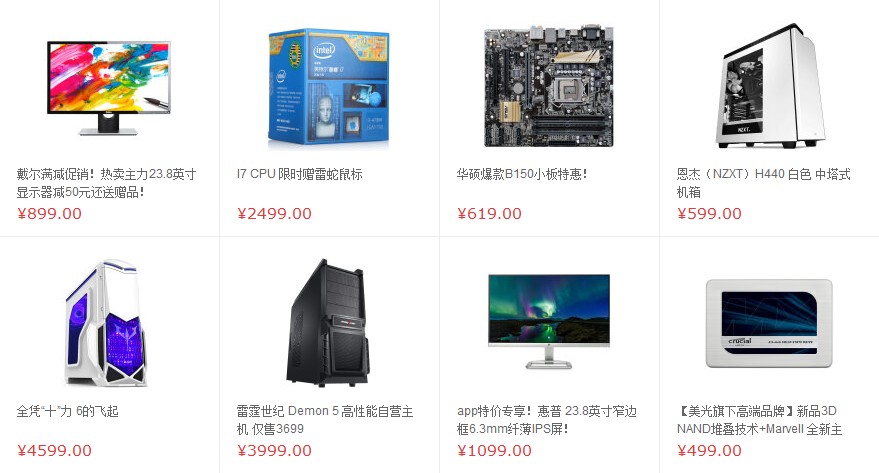 戴尔满减促销！热卖主力23.8英寸
显示器减50元还送赠品！
¥899.00
I7 CPU 限时赠雷蛇鼠标
¥2499.00
华硕爆款B150小板特惠！
¥619.00
恩杰（NZXT）H440 白色 中塔式
机箱
¥599.00
全凭“十”力 6的飞起
¥4599.00
雷霆世纪 Demon 5 高性能自营主
机 仅售3699
¥3999.00
app特价专享！惠普 23.8英寸窄边
框6.3mm纤薄IPS屏！
¥1099.00
【美光旗下高端品牌】新品3D
NAND堆叠技术+Marvell 全新主
¥499.00
intel
NZXT
crucial